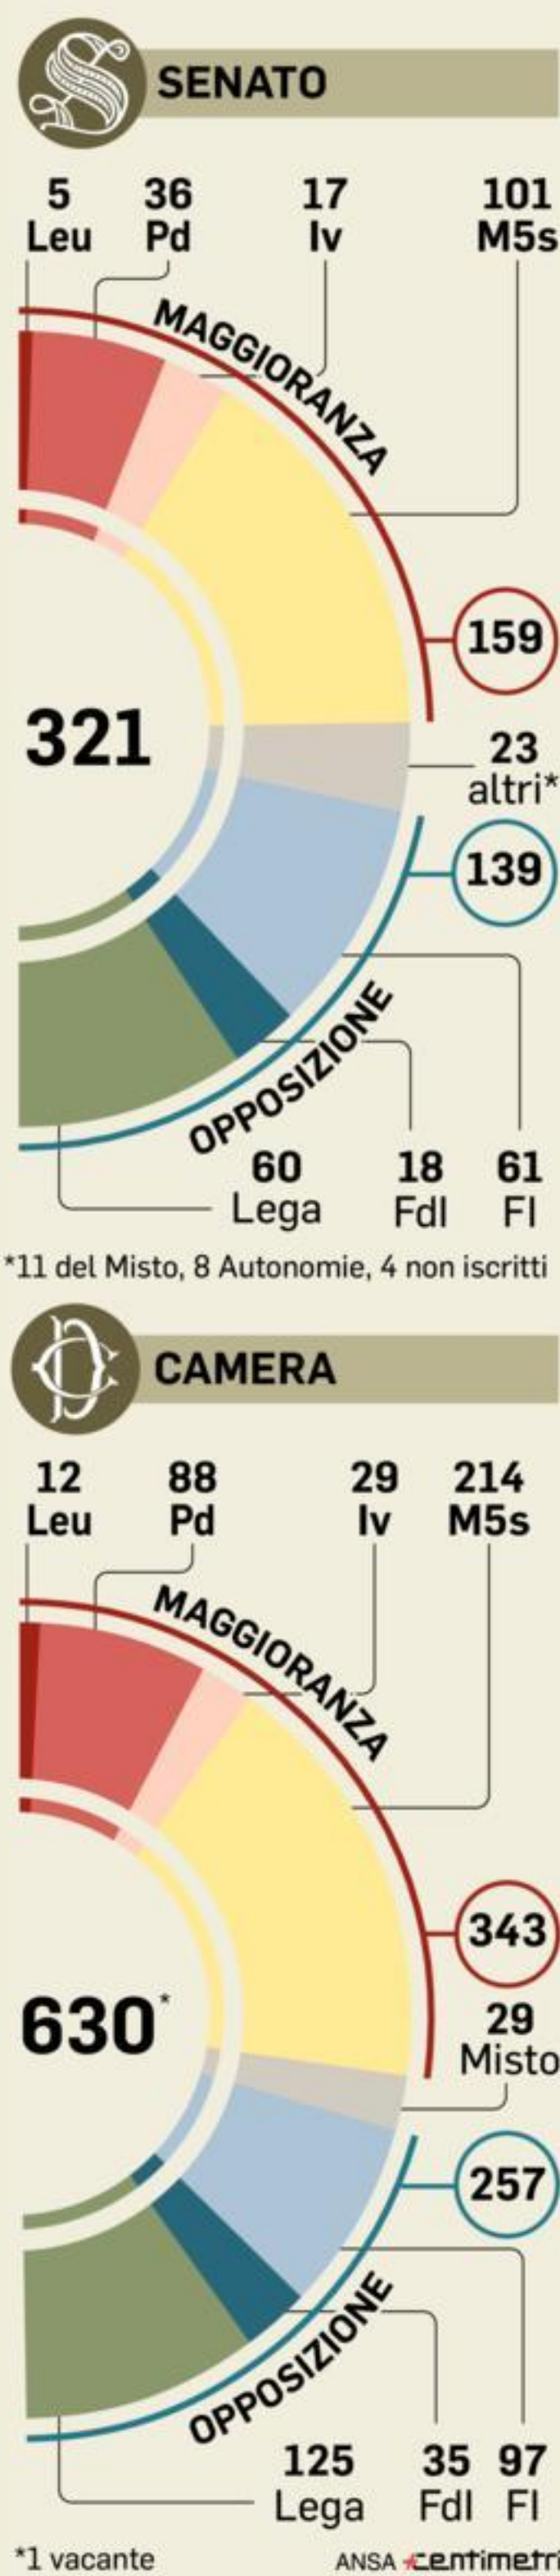 SENATO
5 36 17 101
Leu Pd Iv M5s
MAGGIORANZA
159
321
23
altri*
139
OPPOSIZIONE
60 18 61
Lega FdI FI
*11 del Misto, 8 Autonomie, 4 non iscritti
CAMERA
12 88 29 214
Leu Pd Iv M5s
MAGGIORANZA
343
630*
29
Misto
257
OPPOSIZIONE
125 35 97
Lega FdI FI
*1 vacante ANSA centimetri